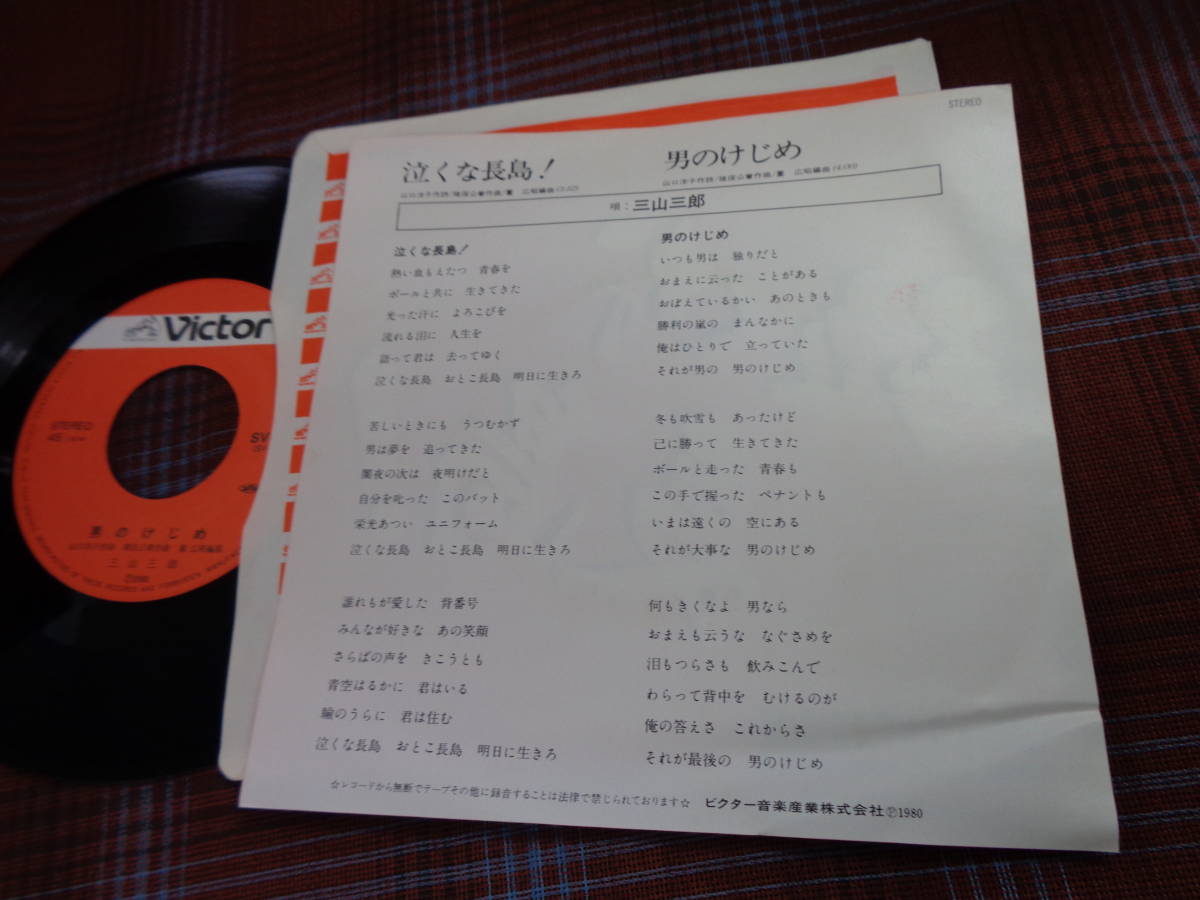 STEREO
泣くな長島!
男のけじめ
唄:三山三郎
泣くな長島!
熱い血もえたつ 青春を
ボールと共に 生きてきた
光った汗に よろこびを
流れる泪に 人生を
語って君は 去ってゆく
泣くな長島 おとこ長島 明日に生きろ
苦しいときにも うつむかず
男は夢を 追ってきた
闇夜の次は 夜明けだと
自分を叱った このバット
栄光あつい ユニフォーム
泣くな長島 おとこ長島 明日に生きろ
誰れもが愛した 背番号
みんなが好きな あの笑顔
さらばの声を きこうとも
青空はるかに 君はいる
瞼のうらに 君は住む
泣くな長島 おとこ長島 明日に生きろ
男のけじめ
いつも男は 独りだと
おまえに云った ことがある
おぼえているかい あのときも
勝利の嵐の まんなかに
俺はひとりで 立っていた
それが男の 男のけじめ
冬も吹雪も あったけど
己に勝って 生きてきた
ボールと走った 青春も
この手で握った ペナントも
いまは遠くの 空にある
それが大事な 男のけじめ
何もきくなよ 男なら
おまえも云うな なぐさめを
泪もつらさも 飲みこんで
わらって背中を むけるのが
俺の答えさ これからさ
それが最後の 男のけじめ
☆レコードから無断でテープその他に録音することは法律で禁じられております☆ ビクター音楽産業株式会社Ⓟ1980
Victor
STEREO
45
SV
男のけじめ
三山三郎